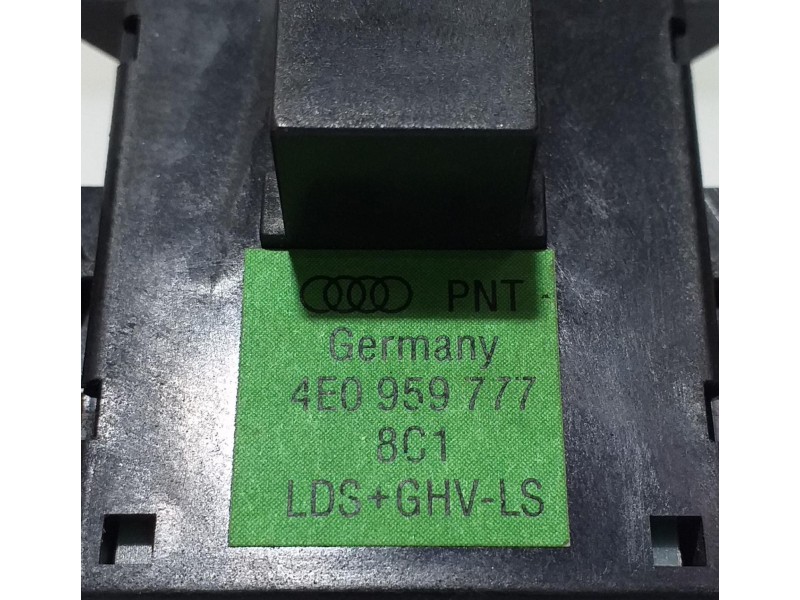 PNT -
Germany
4E0 959 777
8C1
LDS+GHV-LS